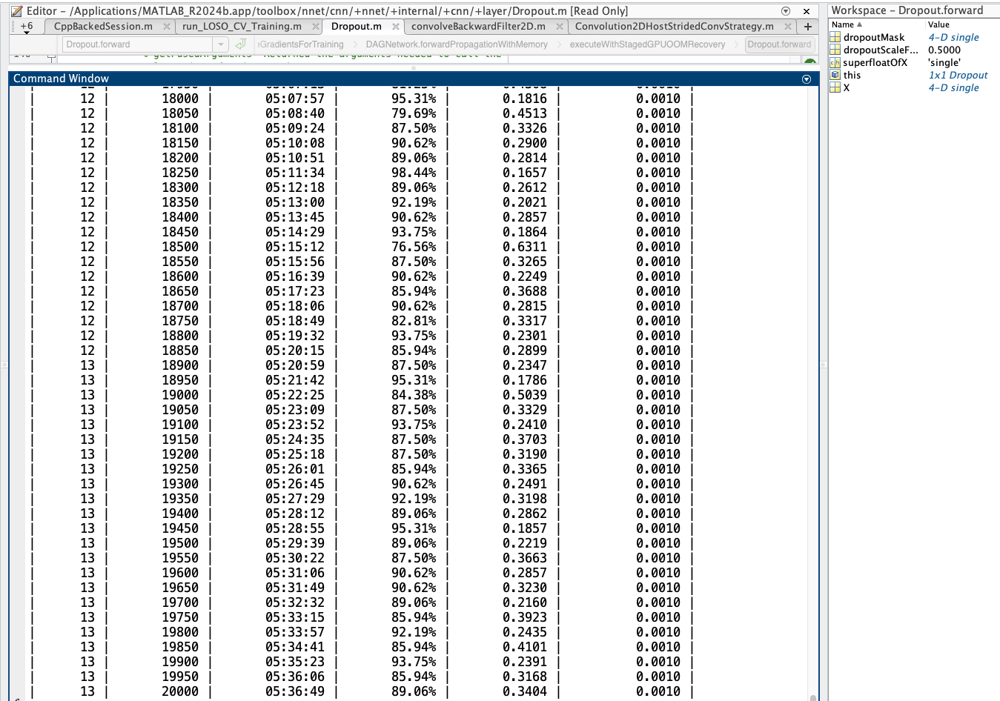 Editor – /Applications/MATLAB_R2024b.app/toolbox/nnet/cnn/+nnet/+internal/+cnn/+layer/Dropout.m [Read Only]
+6 CppBackedSession.m run_LOSO_CV_Training.m Dropout.m convolveBackwardFilter2D.m Convolution2DHostStridedConvStrategy.m +
Dropout.forward GradientsForTraining DAGNetwork.forwardPropagationWithMemory executeWithStagedGPUOOMRecovery Dropout.forward
Command Window
| 12 | 18000 | 05:07:57 | 95.31% | 0.1816 | 0.0010 |
| 12 | 18050 | 05:08:40 | 79.69% | 0.4513 | 0.0010 |
| 12 | 18100 | 05:09:24 | 87.50% | 0.3326 | 0.0010 |
| 12 | 18150 | 05:10:08 | 90.62% | 0.2900 | 0.0010 |
| 12 | 18200 | 05:10:51 | 89.06% | 0.2814 | 0.0010 |
| 12 | 18250 | 05:11:34 | 98.44% | 0.1657 | 0.0010 |
| 12 | 18300 | 05:12:18 | 89.06% | 0.2612 | 0.0010 |
| 12 | 18350 | 05:13:00 | 92.19% | 0.2021 | 0.0010 |
| 12 | 18400 | 05:13:45 | 90.62% | 0.2857 | 0.0010 |
| 12 | 18450 | 05:14:29 | 93.75% | 0.1864 | 0.0010 |
| 12 | 18500 | 05:15:12 | 76.56% | 0.6311 | 0.0010 |
| 12 | 18550 | 05:15:56 | 87.50% | 0.3265 | 0.0010 |
| 12 | 18600 | 05:16:39 | 90.62% | 0.2249 | 0.0010 |
| 12 | 18650 | 05:17:23 | 85.94% | 0.3688 | 0.0010 |
| 12 | 18700 | 05:18:06 | 90.62% | 0.2815 | 0.0010 |
| 12 | 18750 | 05:18:49 | 82.81% | 0.3317 | 0.0010 |
| 12 | 18800 | 05:19:32 | 93.75% | 0.2301 | 0.0010 |
| 12 | 18850 | 05:20:15 | 85.94% | 0.2899 | 0.0010 |
| 13 | 18900 | 05:20:59 | 87.50% | 0.2347 | 0.0010 |
| 13 | 18950 | 05:21:42 | 95.31% | 0.1786 | 0.0010 |
| 13 | 19000 | 05:22:25 | 84.38% | 0.5039 | 0.0010 |
| 13 | 19050 | 05:23:09 | 87.50% | 0.3329 | 0.0010 |
| 13 | 19100 | 05:23:52 | 93.75% | 0.2410 | 0.0010 |
| 13 | 19150 | 05:24:35 | 87.50% | 0.3703 | 0.0010 |
| 13 | 19200 | 05:25:18 | 87.50% | 0.3190 | 0.0010 |
| 13 | 19250 | 05:26:01 | 85.94% | 0.3365 | 0.0010 |
| 13 | 19300 | 05:26:45 | 90.62% | 0.2491 | 0.0010 |
| 13 | 19350 | 05:27:29 | 92.19% | 0.3198 | 0.0010 |
| 13 | 19400 | 05:28:12 | 89.06% | 0.2862 | 0.0010 |
| 13 | 19450 | 05:28:55 | 95.31% | 0.1857 | 0.0010 |
| 13 | 19500 | 05:29:39 | 89.06% | 0.2219 | 0.0010 |
| 13 | 19550 | 05:30:22 | 87.50% | 0.3663 | 0.0010 |
| 13 | 19600 | 05:31:06 | 90.62% | 0.2857 | 0.0010 |
| 13 | 19650 | 05:31:49 | 90.62% | 0.3230 | 0.0010 |
| 13 | 19700 | 05:32:32 | 89.06% | 0.2160 | 0.0010 |
| 13 | 19750 | 05:33:15 | 85.94% | 0.3923 | 0.0010 |
| 13 | 19800 | 05:33:57 | 92.19% | 0.2435 | 0.0010 |
| 13 | 19850 | 05:34:41 | 85.94% | 0.4101 | 0.0010 |
| 13 | 19900 | 05:35:23 | 93.75% | 0.2391 | 0.0010 |
| 13 | 19950 | 05:36:06 | 85.94% | 0.3168 | 0.0010 |
| 13 | 20000 | 05:36:49 | 89.06% | 0.3404 | 0.0010 |
Workspace – Dropout.forward
Name Value
dropoutMask 4-D single
dropoutScaleF... 0.5000
superfloatOfX 'single'
this 1x1 Dropout
X 4-D single